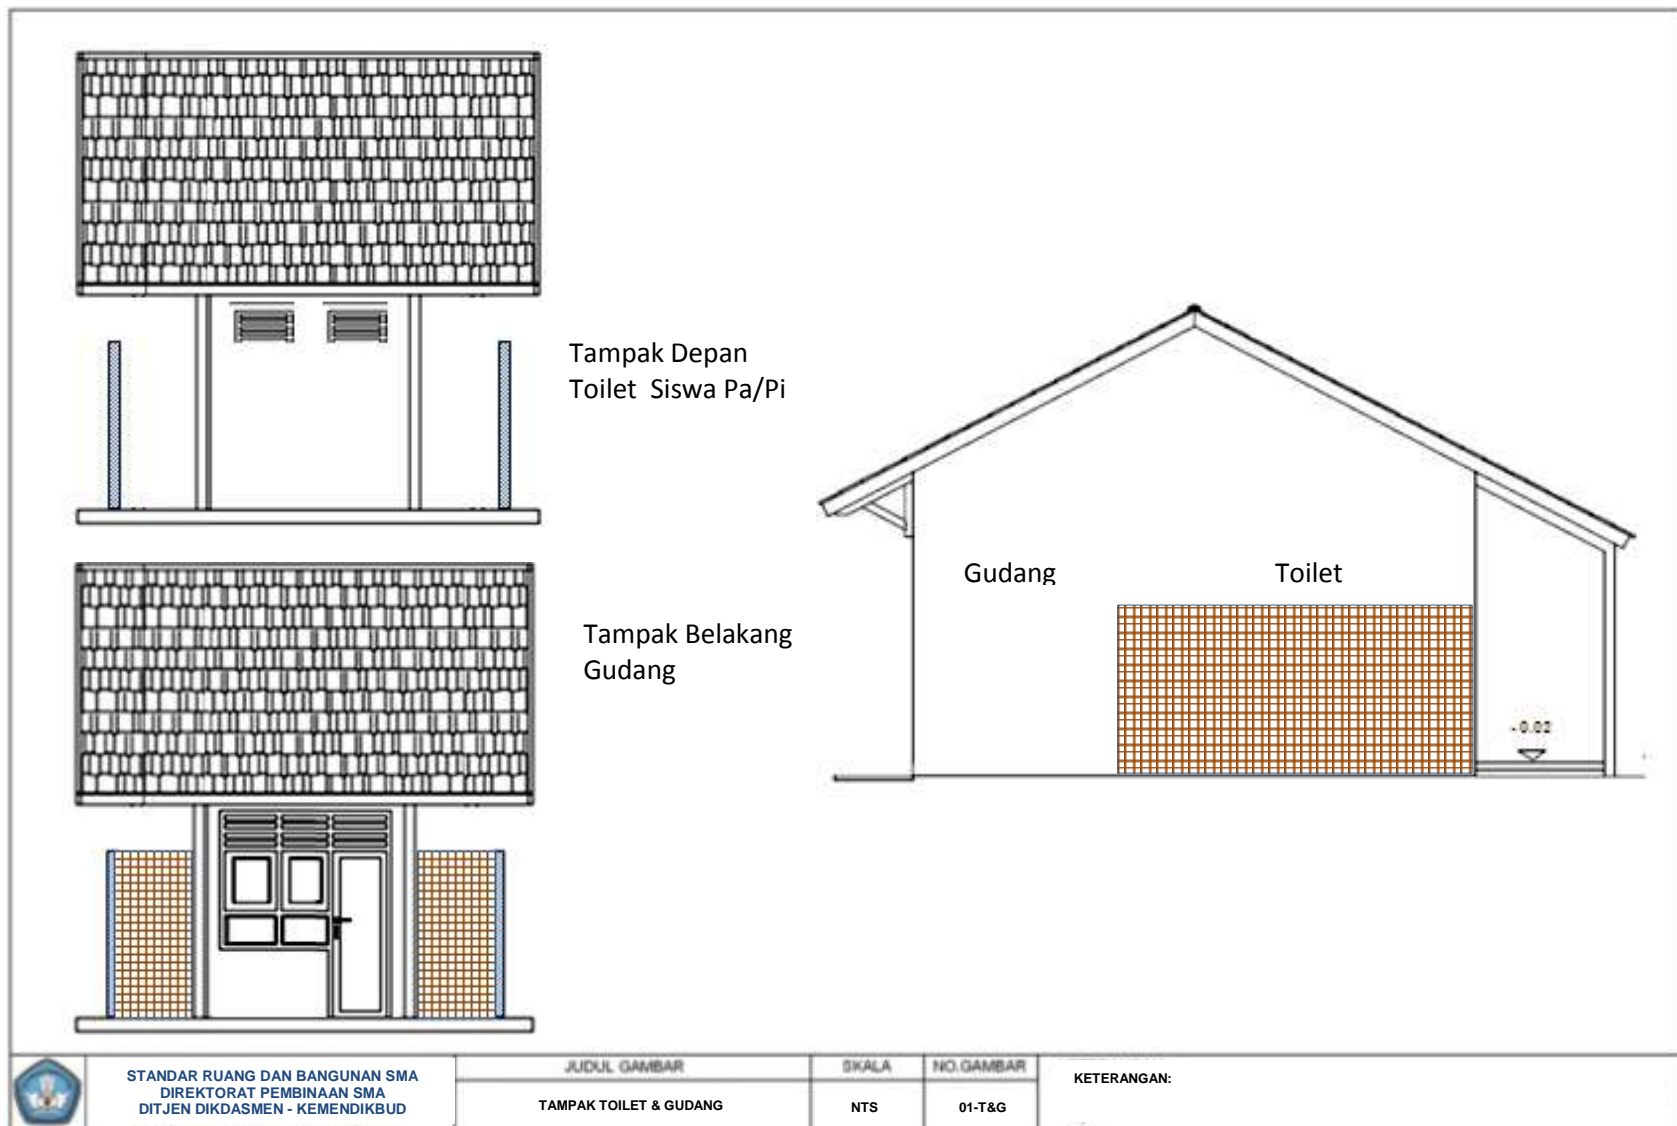 Tampak Depan
Toilet Siswa Pa/Pi
Tampak Belakang
Gudang
Gudang
Toilet
- 0.02
STANDAR RUANG DAN BANGUNAN SMA
DIREKTORAT PEMBINAAN SMA
DITJEN DIKDASMEN - KEMENDIKBUD
JUDUL GAMBAR
TAMPAK TOILET & GUDANG
SKALA
NTS
NO.GAMBAR
01-T&G
KETERANGAN: